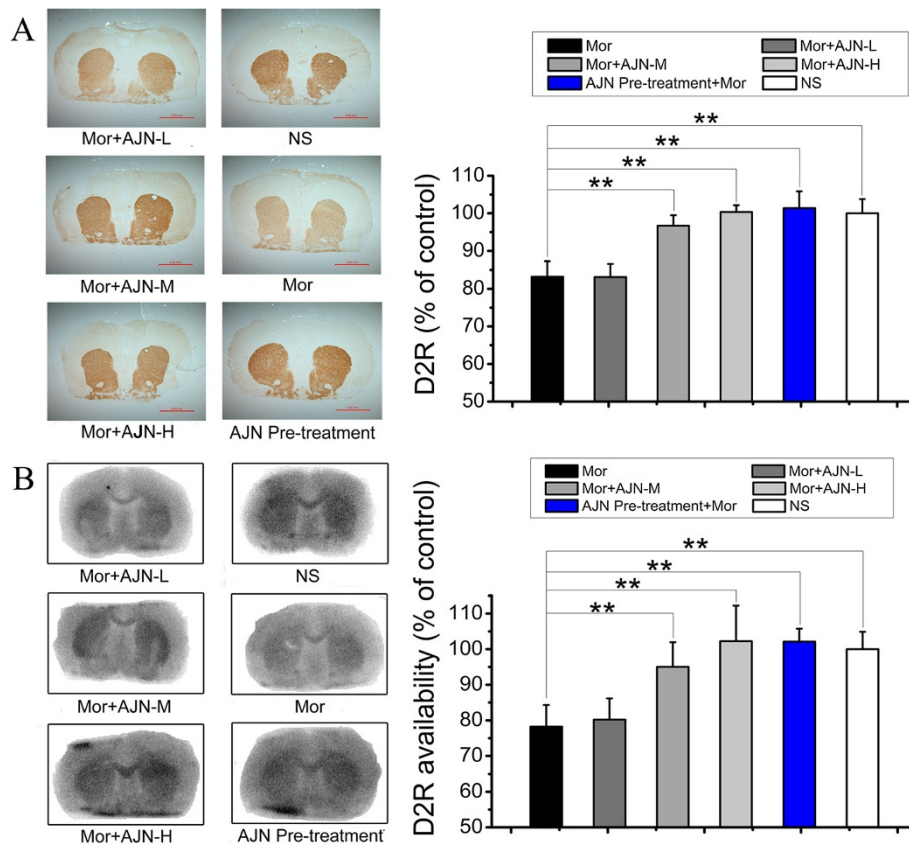 A
Mor+AJN-L
NS
Mor+AJN-M
Mor
Mor+AJN-H
AJN Pre-treatment
Mor
Mor+AJN-L
Mor+AJN-M
Mor+AJN-H
AJN Pre-treatment+Mor
NS
**
**
**
**
D2R (% of control)
110
100
90
80
70
60
50
B
Mor+AJN-L
NS
Mor+AJN-M
Mor
Mor+AJN-H
AJN Pre-treatment
Mor
Mor+AJN-L
Mor+AJN-M
Mor+AJN-H
AJN Pre-treatment+Mor
NS
**
**
**
**
D2R availability (% of control)
110
100
90
80
70
60
50